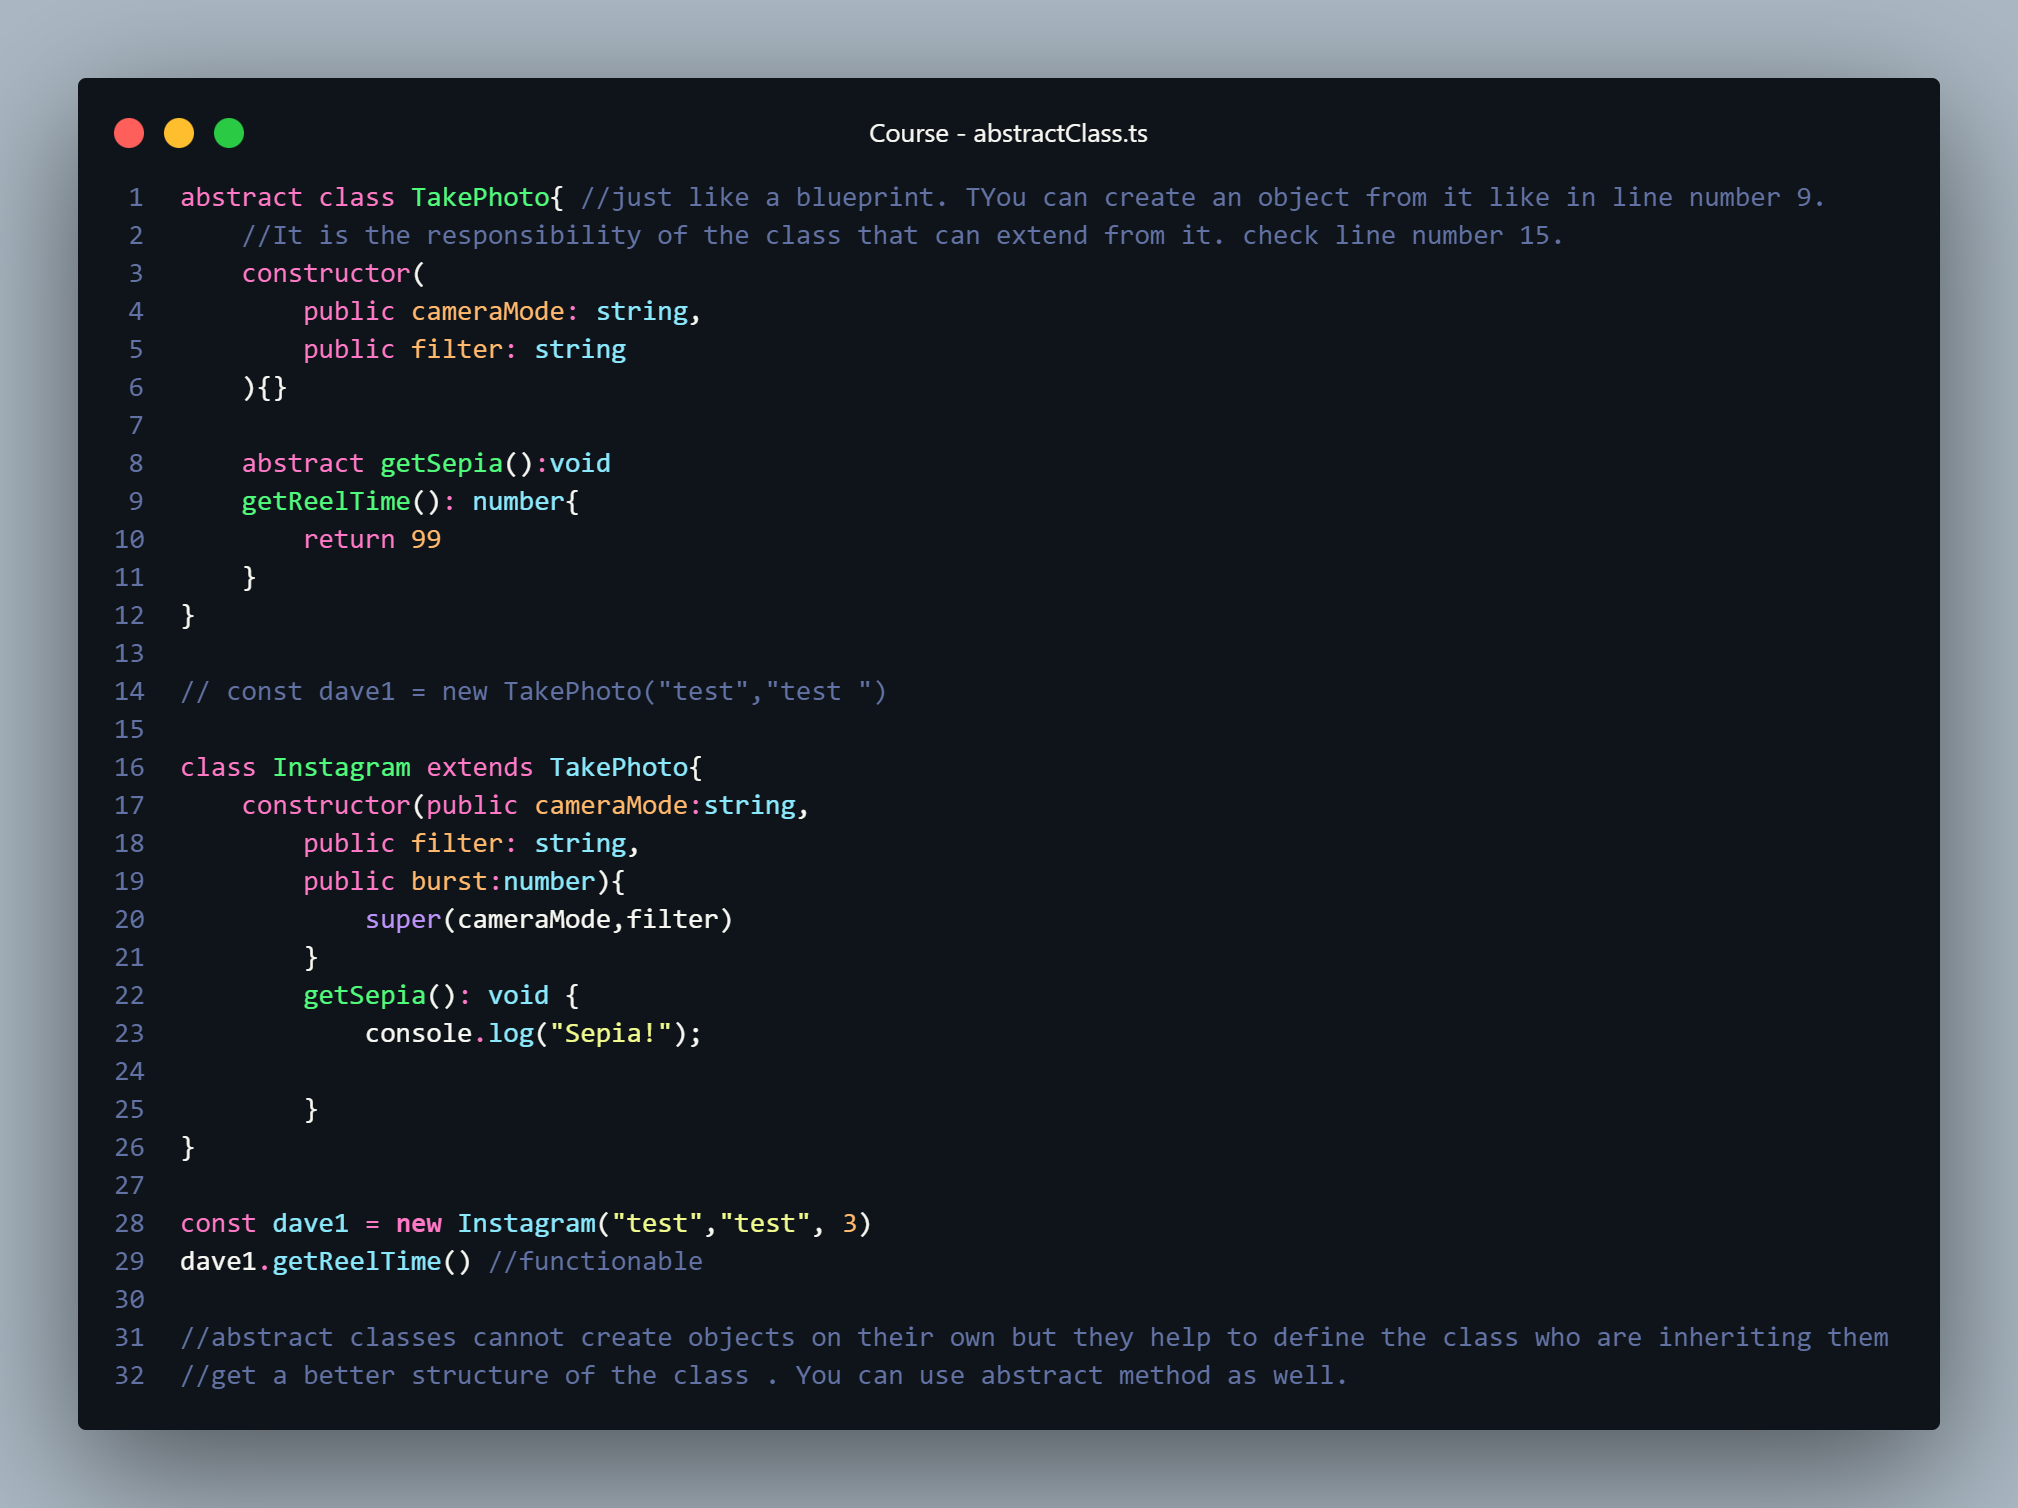 Course - abstractClass.ts
1 abstract class TakePhoto{ //just like a blueprint. TYou can create an object from it like in line number 9.
2     //It is the responsibility of the class that can extend from it. check line number 15.
3     constructor(
4         public cameraMode: string,
5         public filter: string
6     ){}
7
8     abstract getSepia():void
9     getReelTime(): number{
10         return 99
11     }
12 }
13
14 // const dave1 = new TakePhoto("test","test ")
15
16 class Instagram extends TakePhoto{
17     constructor(public cameraMode:string,
18         public filter: string,
19         public burst:number){
20             super(cameraMode,filter)
21         }
22         getSepia(): void {
23             console.log("Sepia!");
24
25         }
26 }
27
28 const dave1 = new Instagram("test","test", 3)
29 dave1.getReelTime() //functionable
30
31 //abstract classes cannot create objects on their own but they help to define the class who are inheriting them
32 //get a better structure of the class . You can use abstract method as well.